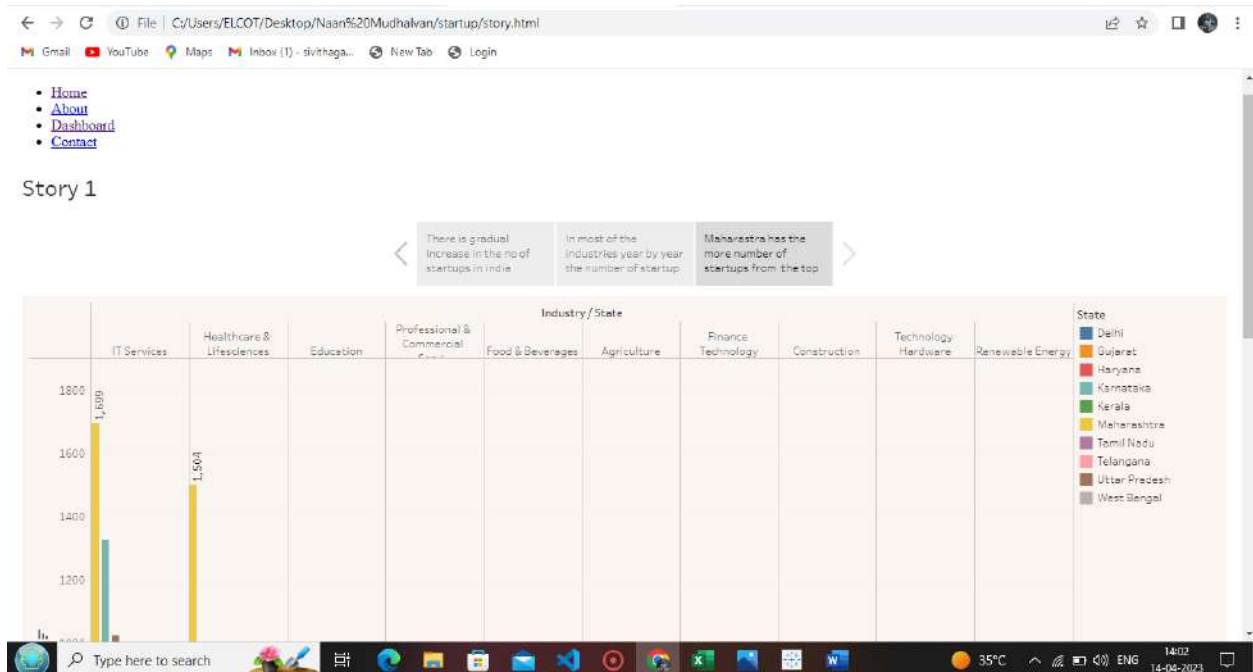 File | C:/Users/ELCOT/Desktop/Naan%20Mudhalvan/startup/story.html
Gmail YouTube Maps Inbox (1) - sivithaga... New Tab Login
Home
About
Dashboard
Contact
Story 1
There is gradual
Increase in the no of
startups in india
In most of the
industries year by year
the number of startup
Maharastra has the
more number of
startups from the top
Industry / State
IT Services
Healthcare &
Lifesciences
Education
Professional &
Commercial
Food & Beverages
Agriculture
Finance
Technology
Construction
Technology
Hardware
Renewable Energy
State
Delhi
Gujarat
Haryana
Karnataka
Kerala
Maharashtra
Tamil Nadu
Telangana
Uttar Pradesh
West Bengal
1800
1,699
1600
1,504
1400
1200
Type here to search
35°C ENG 14:02
14-04-2023